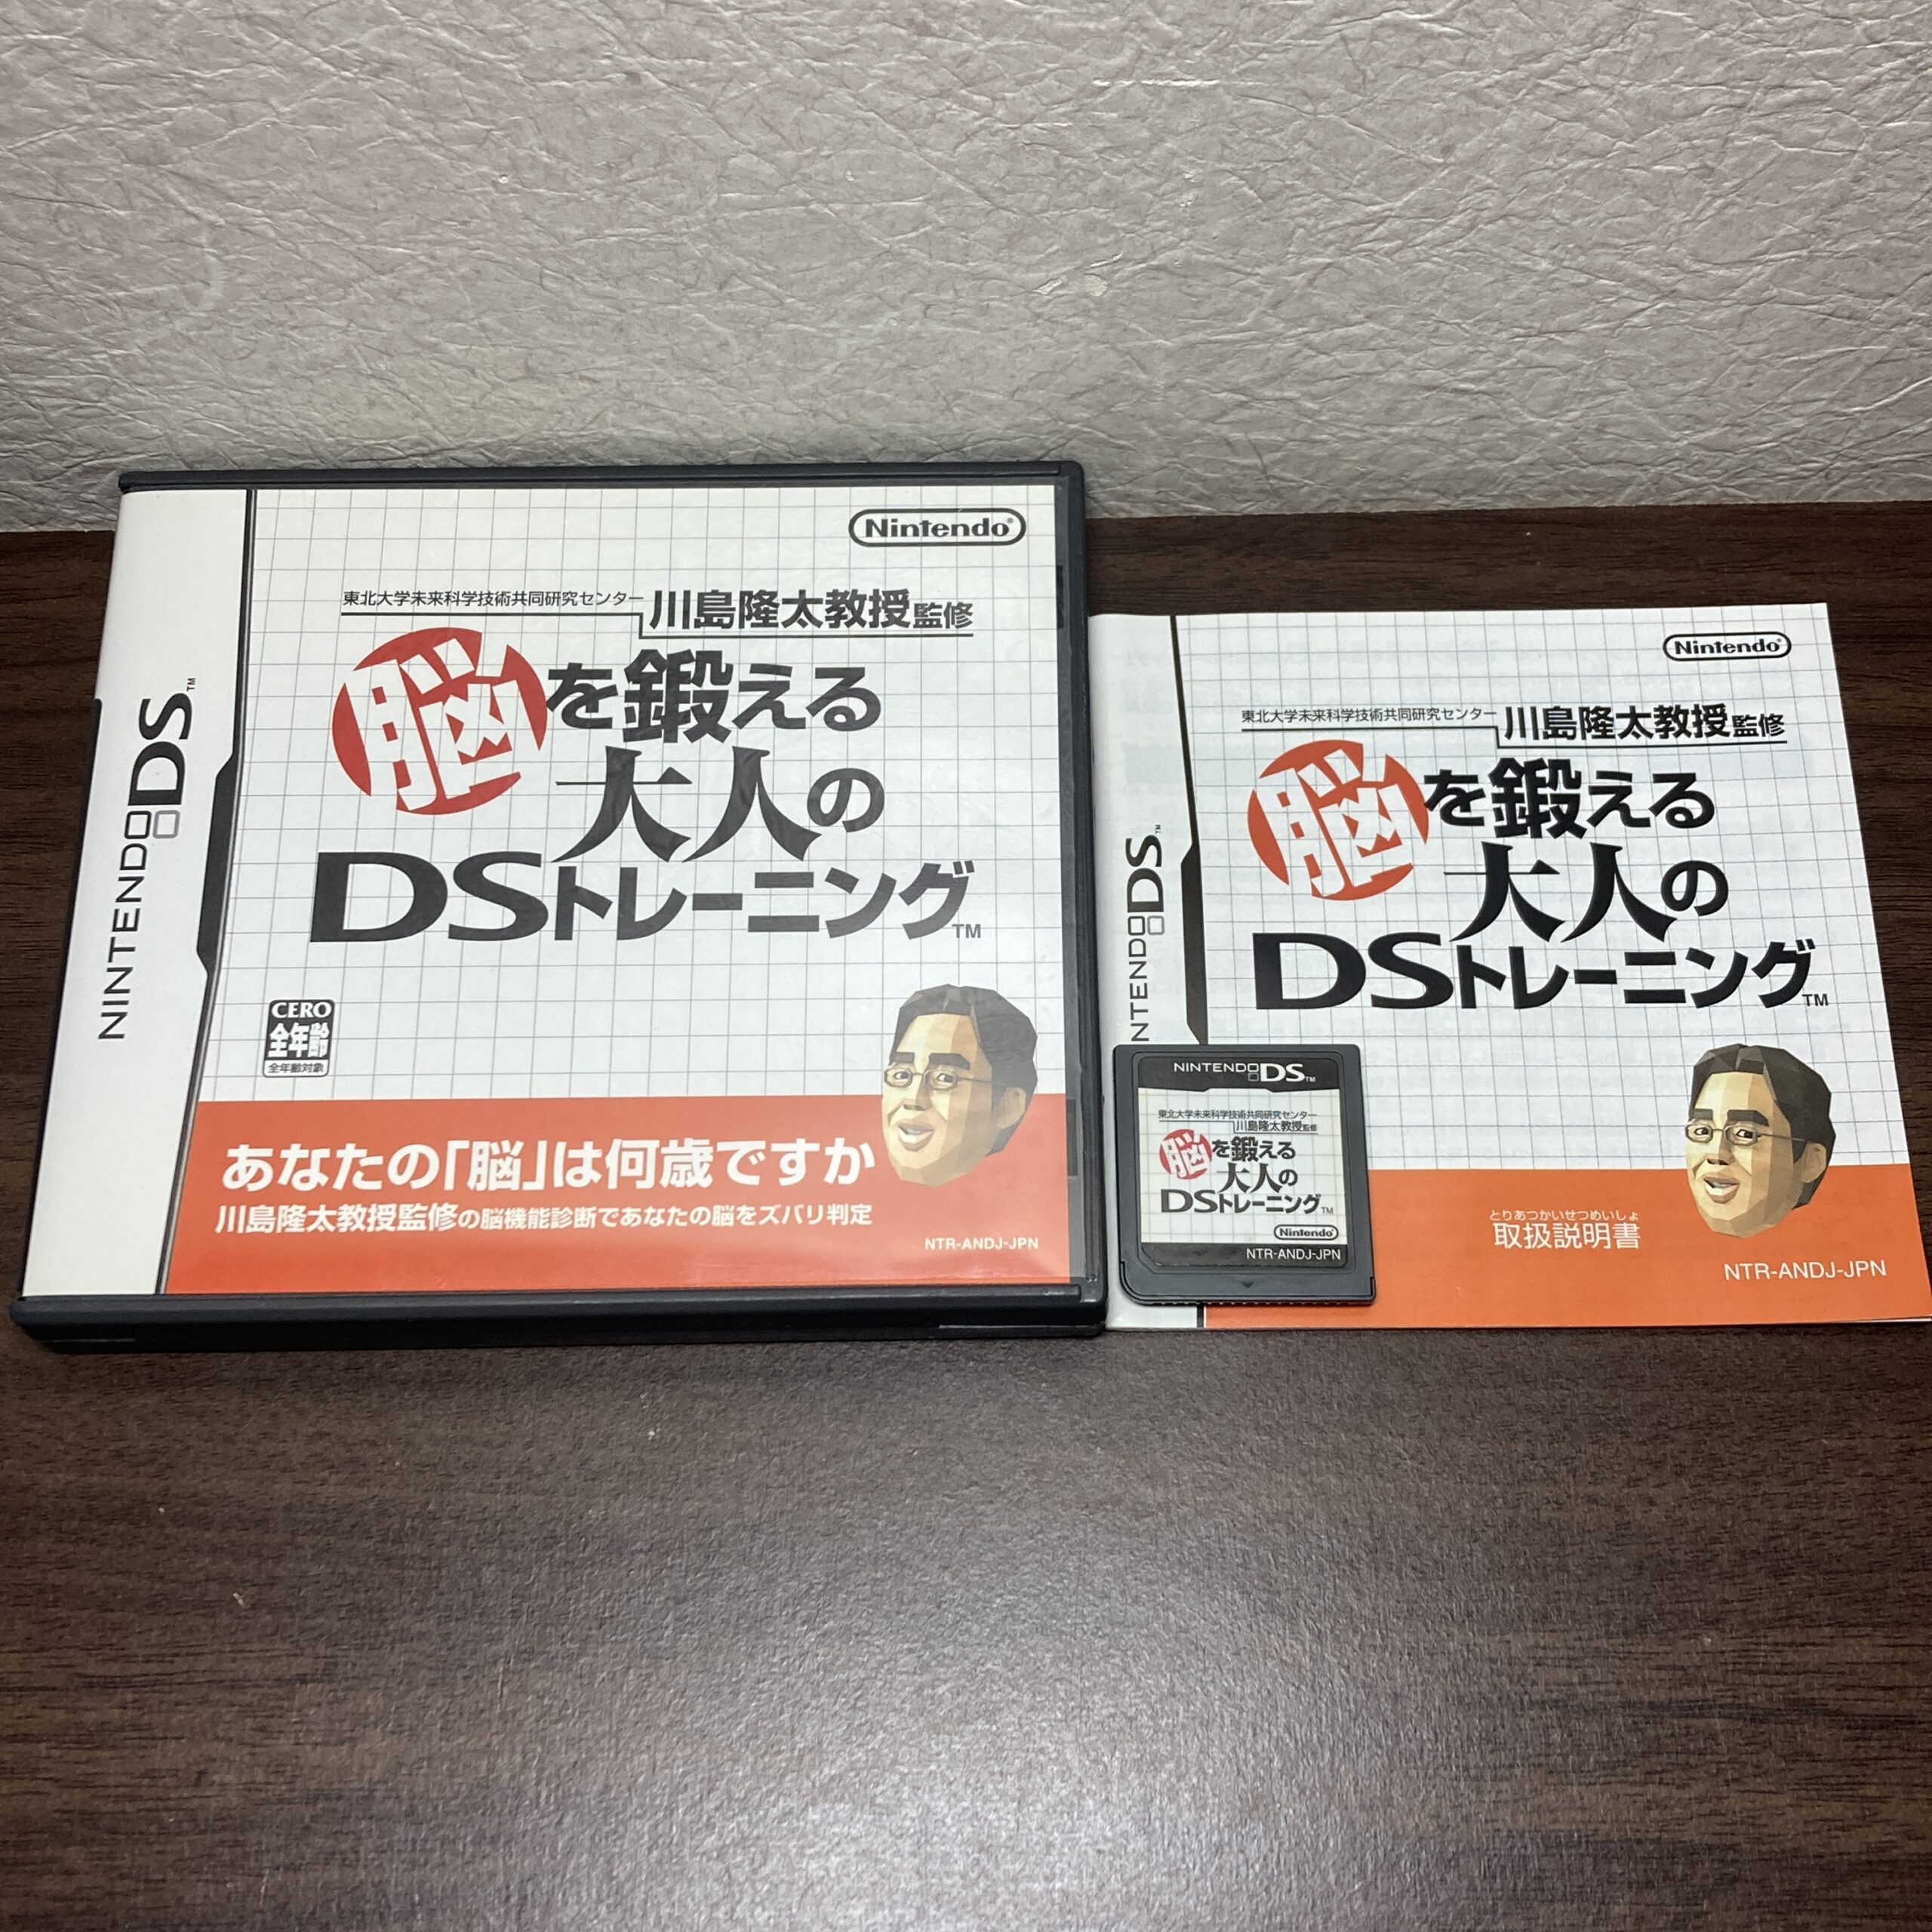 Nintendo®
東北大学未来科学技術共同研究センター
川島隆太教授監修
脳を鍛える
大人の
DSトレーニング™
NINTENDO DS™
CERO
全年齢
全年齢対象
あなたの「脳」は何歳ですか
川島隆太教授監修の脳機能診断であなたの脳をズバリ判定
NTR-ANDJ-JPN
Nintendo®
東北大学未来科学技術共同研究センター
川島隆太教授監修
脳を鍛える
大人の
DSトレーニング™
NINTENDO DS™
とりあつかいせつめいしょ
取扱説明書
NTR-ANDJ-JPN
NINTENDO DS™
東北大学未来科学技術共同研究センター
川島隆太教授監修
脳を鍛える
大人の
DSトレーニング™
Nintendo®
NTR-ANDJ-JPN